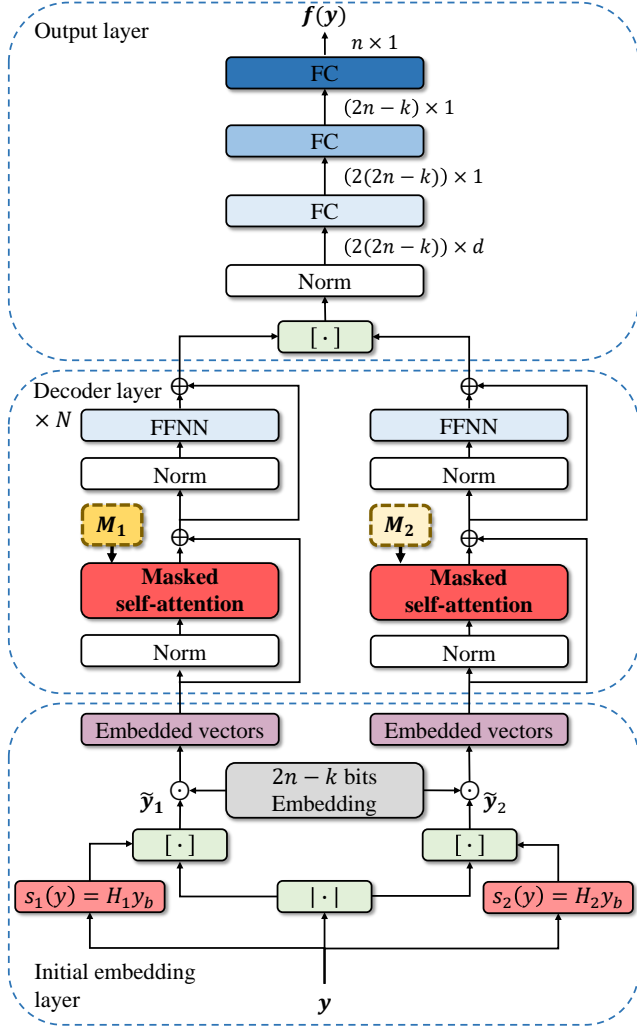 f(y)
Output layer
n × 1
FC
(2n − k) × 1
FC
(2(2n − k)) × 1
FC
(2(2n − k)) × d
Norm
[ · ]
Decoder layer
× N
FFNN
FFNN
Norm
Norm
M₁
M₂
Masked
self-attention
Masked
self-attention
Norm
Norm
Embedded vectors
Embedded vectors
2n − k bits
Embedding
ỹ₁
ỹ₂
[ · ]
[ · ]
s₁(y) = H₁y_b
| · |
s₂(y) = H₂y_b
Initial embedding
layer
y